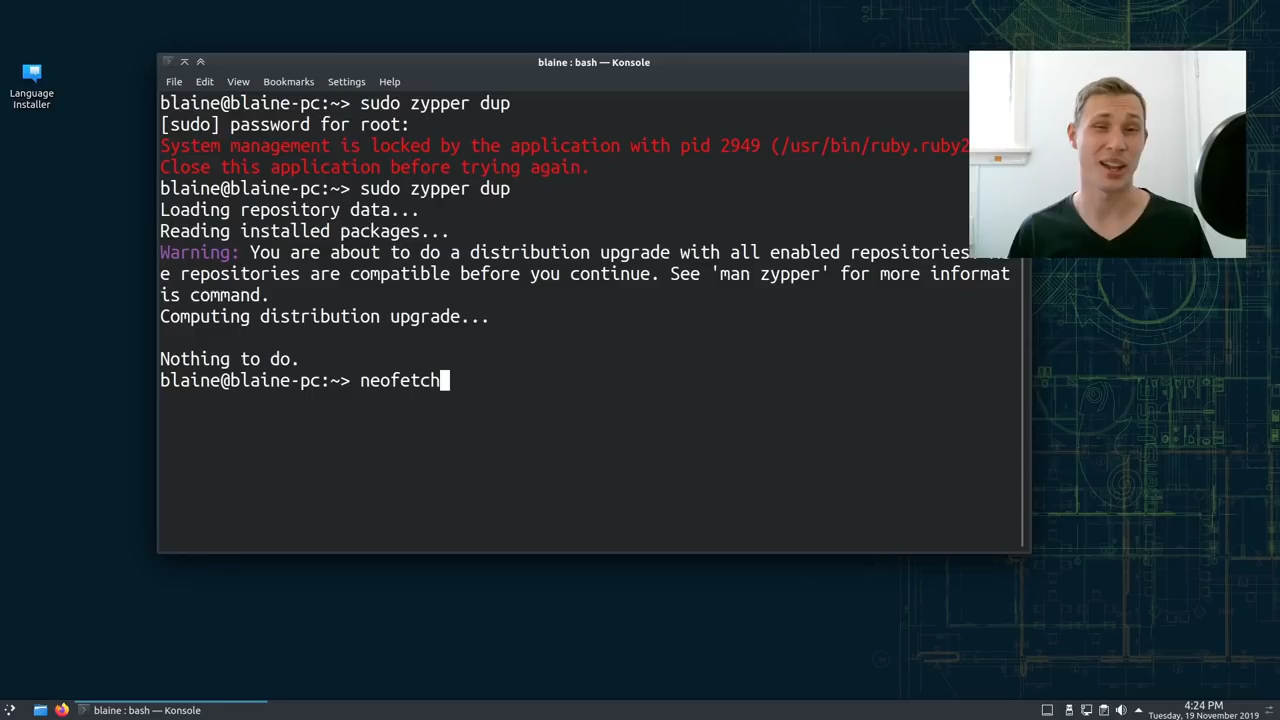 Language
Installer
blaine : bash — Konsole
File Edit View Bookmarks Settings Help
blaine@blaine-pc:~> sudo zypper dup
[sudo] password for root:
System management is locked by the application with pid 2949 (/usr/bin/ruby.ruby2
Close this application before trying again.
blaine@blaine-pc:~> sudo zypper dup
Loading repository data...
Reading installed packages...
Warning: You are about to do a distribution upgrade with all enabled repositories.
e repositories are compatible before you continue. See 'man zypper' for more informat
is command.
Computing distribution upgrade...
Nothing to do.
blaine@blaine-pc:~> neofetch
blaine : bash — Konsole
4:24 PM
Tuesday, 19 November 2019